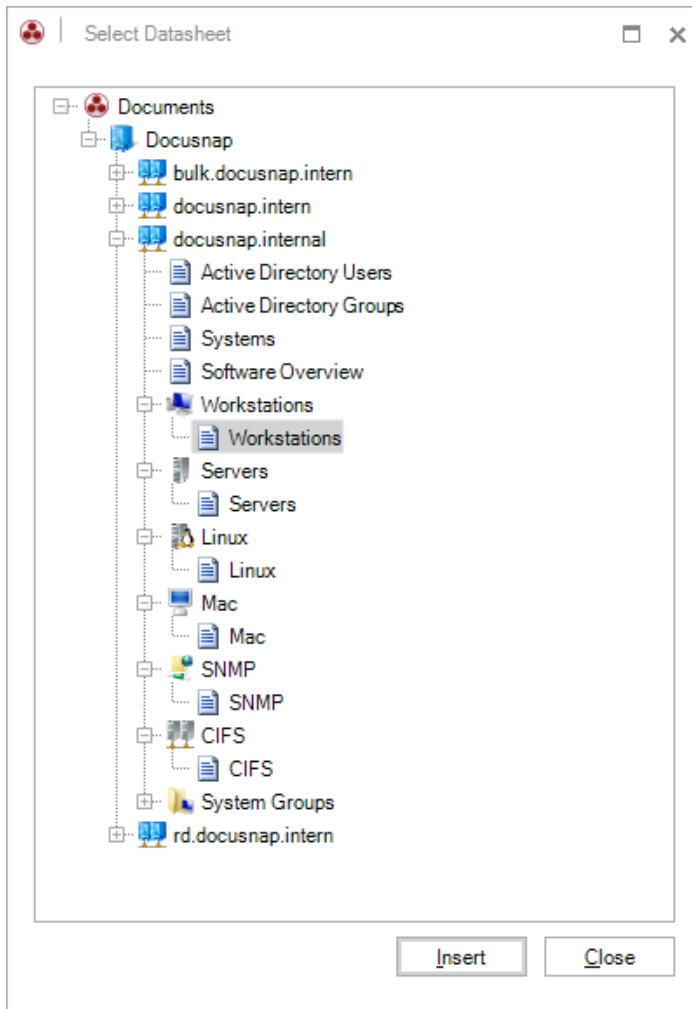 Select Datasheet
Documents
Docusnap
bulk.docusnap.intern
docusnap.intern
docusnap.internal
Active Directory Users
Active Directory Groups
Systems
Software Overview
Workstations
Workstations
Servers
Servers
Linux
Linux
Mac
Mac
SNMP
SNMP
CIFS
CIFS
System Groups
rd.docusnap.intern
Insert Close